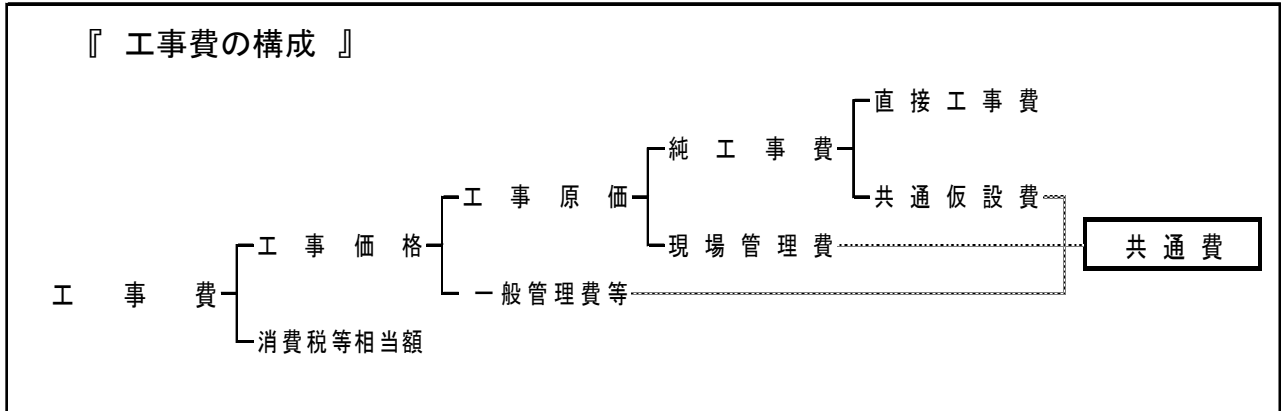 『 工事費の構成 』
直接工事費
純工事費
工事原価
共通仮設費
工事価格
現場管理費
共通費
工事費
一般管理費等
消費税等相当額